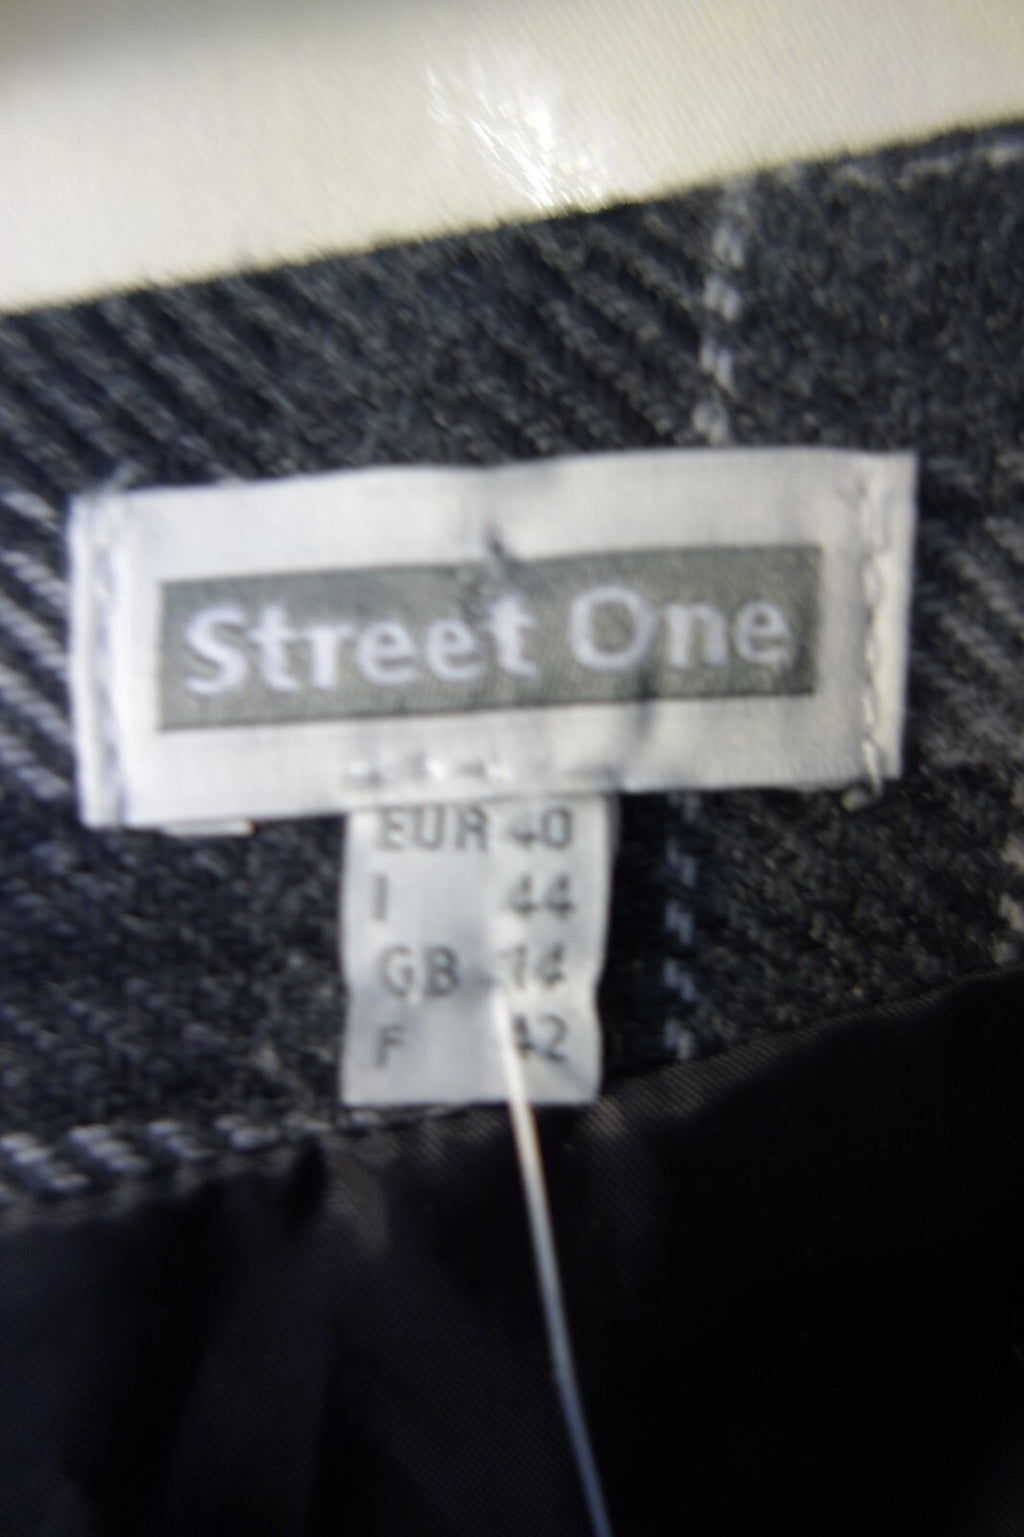 Street One
EUR 40
I 44
GB 14
F 42